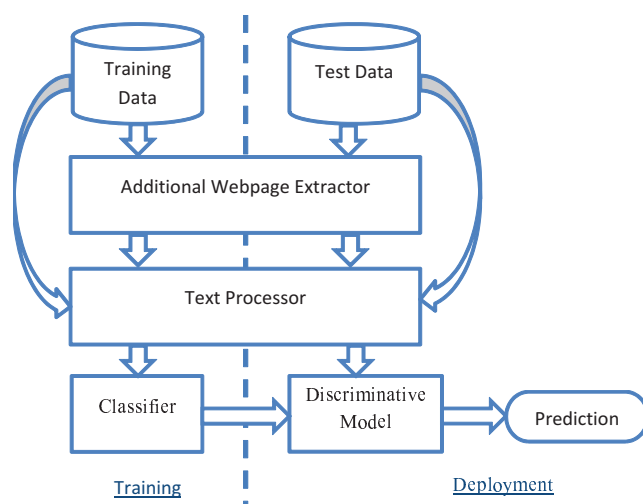 Training
Data
Test Data
Additional Webpage Extractor
Text Processor
Classifier
Discriminative
Model
Prediction
Training
Deployment